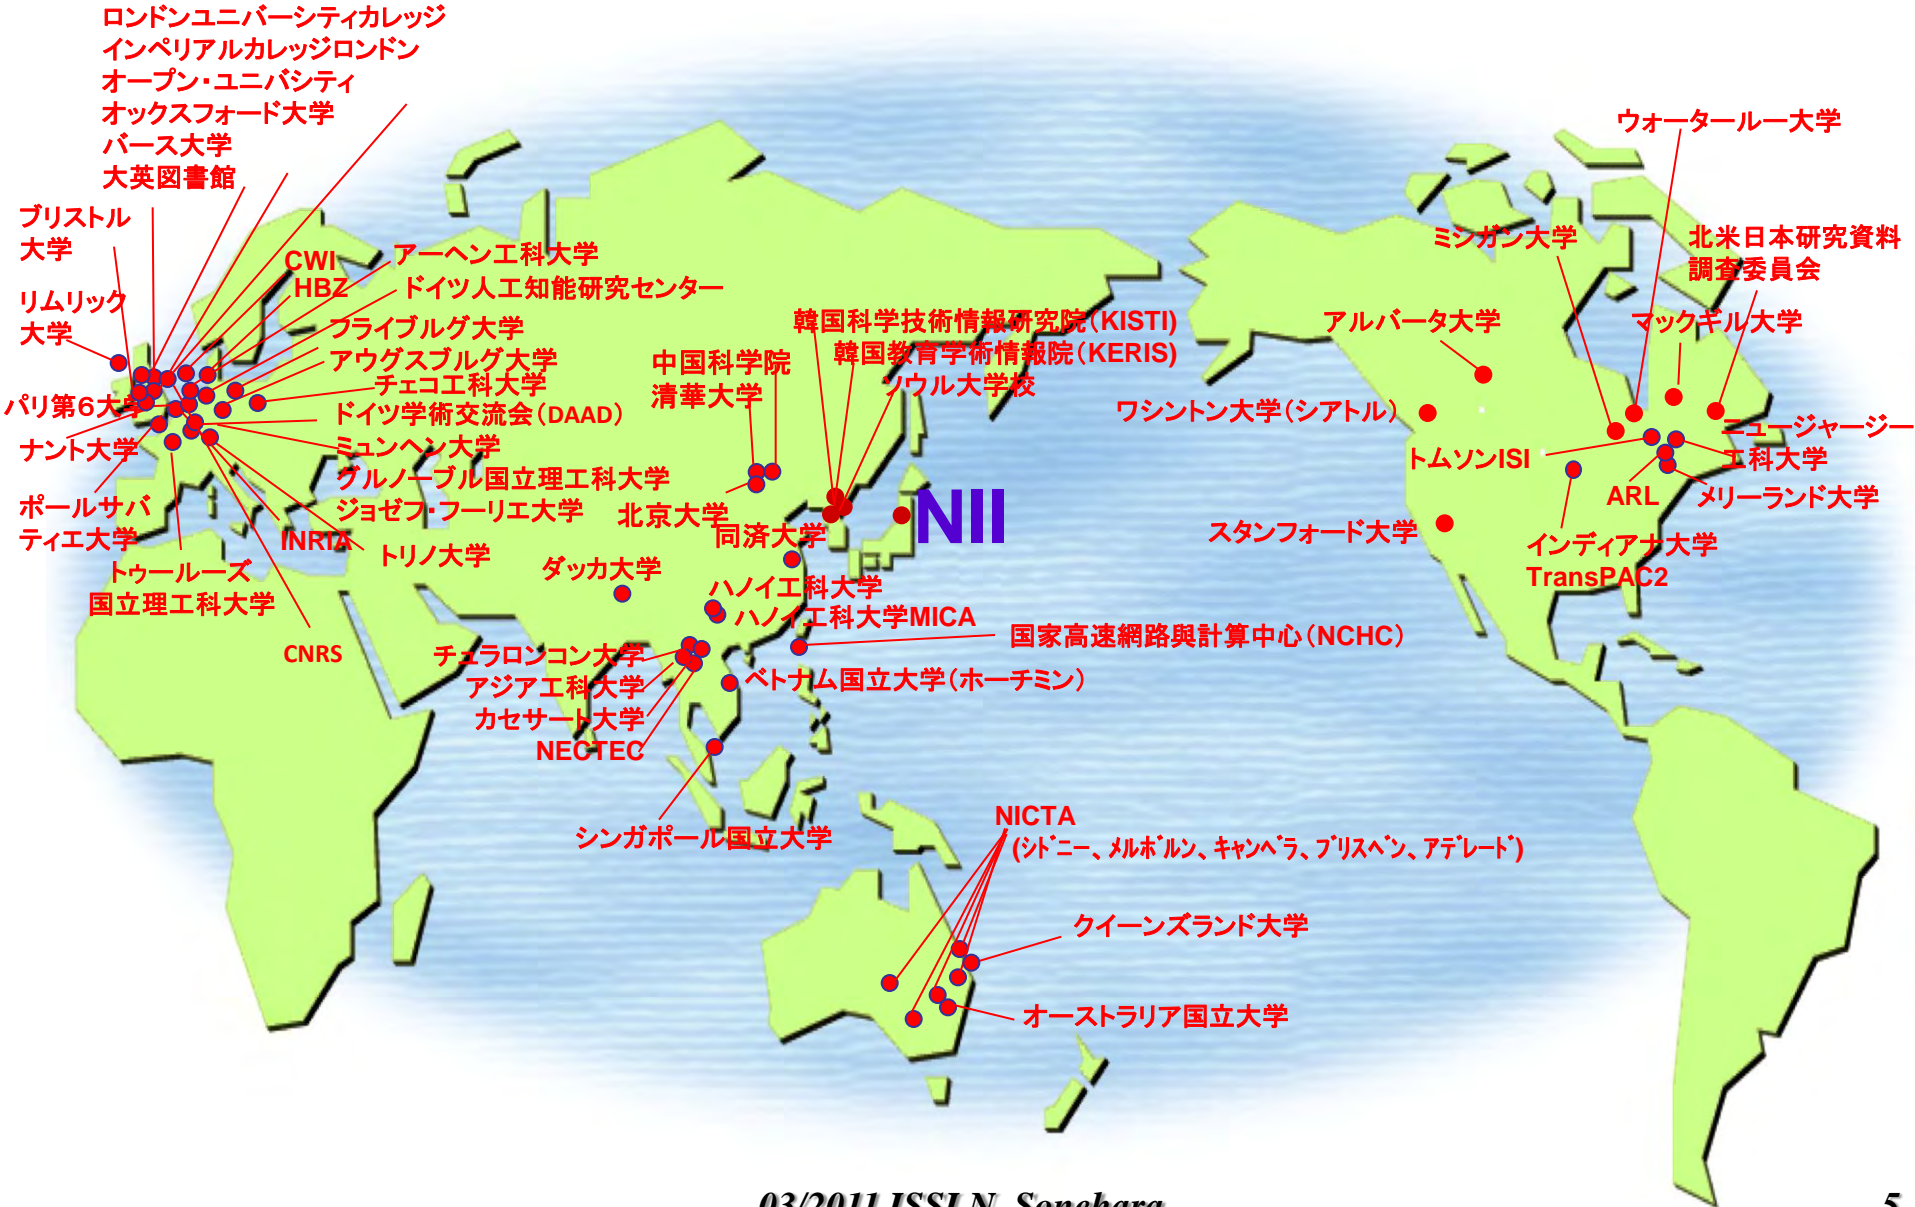 ロンドンユニバーシティカレッジ
インペリアルカレッジロンドン
オープン・ユニバシティ
オックスフォード大学
バース大学
大英図書館
ブリストル
大学
リムリック
大学
CWI
HBZ
アーヘン工科大学
ドイツ人工知能研究センター
フライブルグ大学
アウグスブルグ大学
チェコ工科大学
ドイツ学術交流会(DAAD)
ミュンヘン大学
グルノーブル国立理工科大学
ジョゼフ・フーリエ大学
パリ第6大学
ナント大学
ポールサバ
ティエ大学
INRIA
トリノ大学
トゥールーズ
国立理工科大学
CNRS
韓国科学技術情報研究院(KISTI)
韓国教育学術情報院(KERIS)
ソウル大学校
中国科学院
清華大学
北京大学
同済大学
NII
ダッカ大学
ハノイ工科大学
ハノイ工科大学MICA
国家高速網路與計算中心(NCHC)
チュラロンコン大学
アジア工科大学
カセサート大学
NECTEC
ベトナム国立大学(ホーチミン)
シンガポール国立大学
NICTA
(ｼﾄﾞﾆｰ、ﾒﾙﾎﾞﾙﾝ、ｷｬﾝﾍﾞﾗ、ﾌﾞﾘｽﾍﾞﾝ、ｱﾃﾞﾚｰﾄﾞ)
クイーンズランド大学
オーストラリア国立大学
ウォータールー大学
ミシガン大学
北米日本研究資料
調査委員会
アルバータ大学
マックギル大学
ワシントン大学(シアトル)
ニュージャージー
工科大学
トムソンISI
ARL
メリーランド大学
スタンフォード大学
インディアナ大学
TransPAC2
03/2011 ISSI N. Sonehara
5